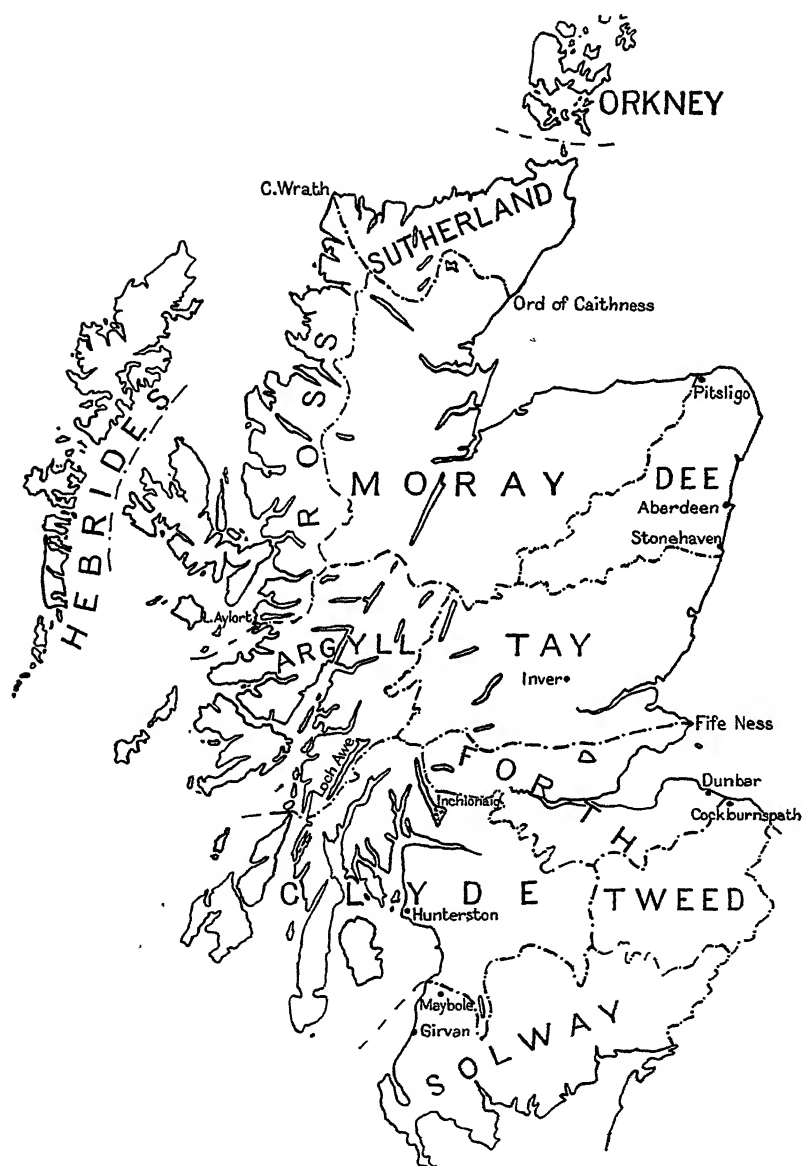 ORKNEY
C. Wrath
SUTHERLAND
Ord of Caithness
ROSS
HEBRIDES
Pitsligo
MORAY
DEE
Aberdeen
Stonehaven
L. Aylort
ARGYLL
TAY
Inver
Fife Ness
Loch Awe
FORTH
Inchlonaig
Dunbar
Cockburnspath
CLYDE
TWEED
Hunterston
Maybole
Girvan
SOLWAY